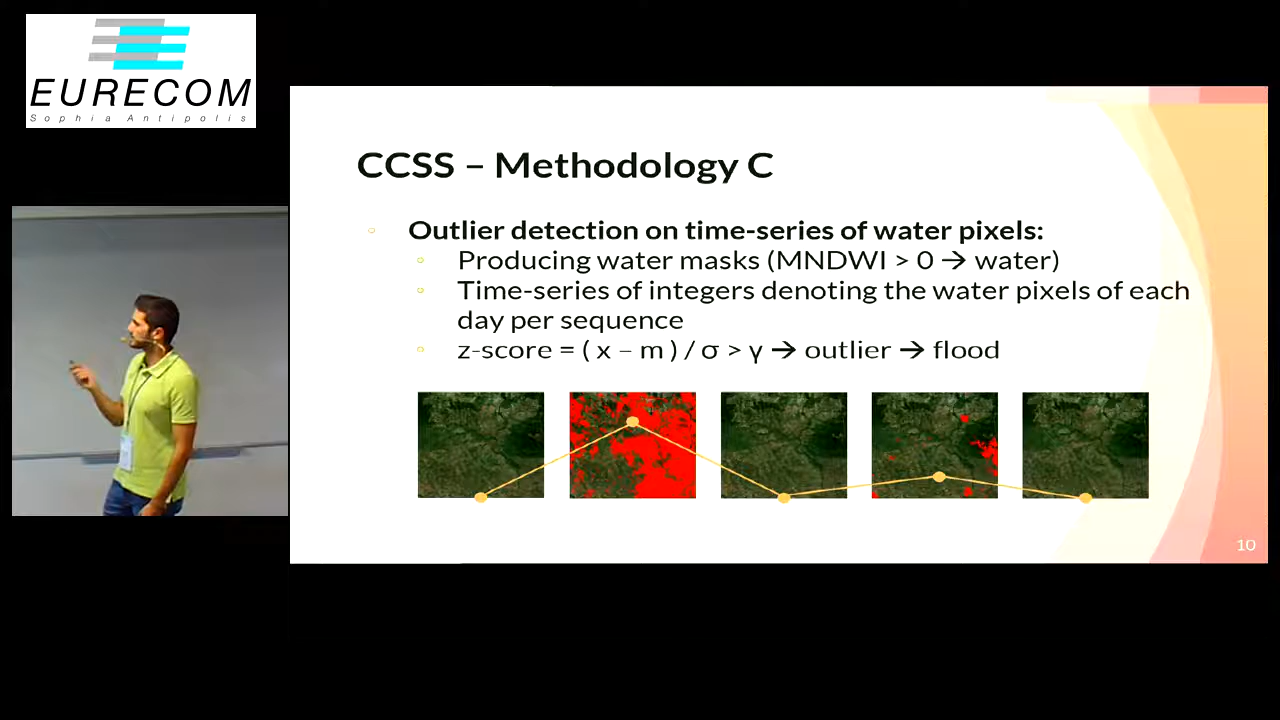 EURECOM
Sophia Antipolis
CCSS – Methodology C
Outlier detection on time-series of water pixels:
Producing water masks (MNDWI > 0 → water)
Time-series of integers denoting the water pixels of each
day per sequence
z-score = ( x – m ) / σ > γ → outlier → flood
10